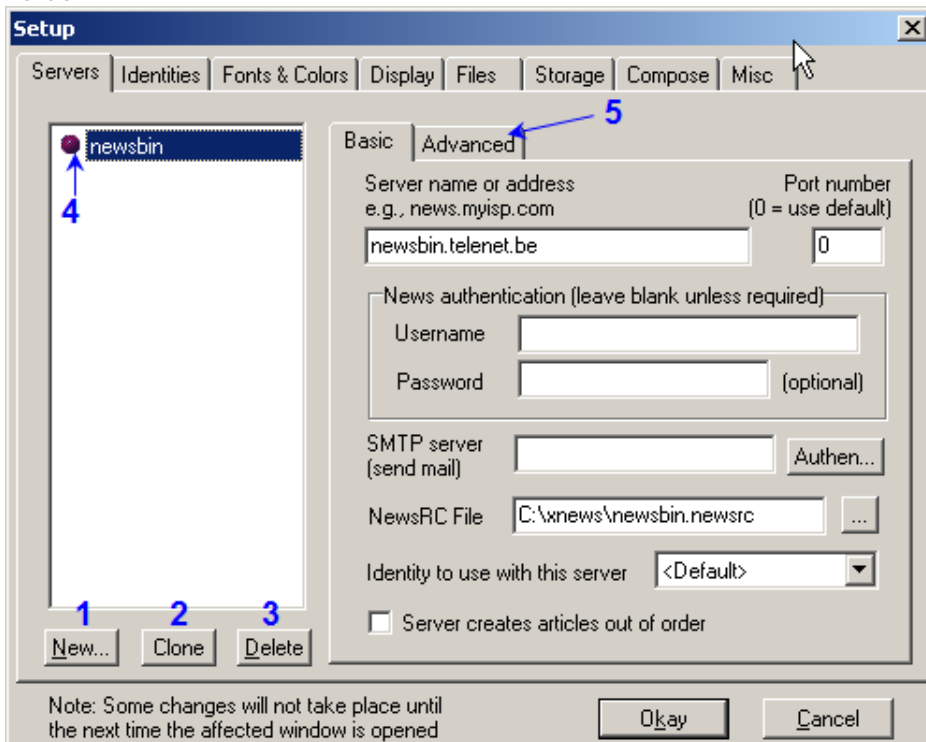 Setup
Servers Identities Fonts & Colors Display Files Storage Compose Misc
5
newsbin
Basic Advanced
4
Server name or address Port number
e.g., news.myisp.com (0 = use default)
newsbin.telenet.be 0
News authentication (leave blank unless required)
Username
Password (optional)
SMTP server
(send mail) Authen...
NewsRC File C:\xnews\newsbin.newsrc ...
Identity to use with this server <Default>
Server creates articles out of order
1 2 3
New... Clone Delete
Note: Some changes will not take place until
the next time the affected window is opened
Okay Cancel